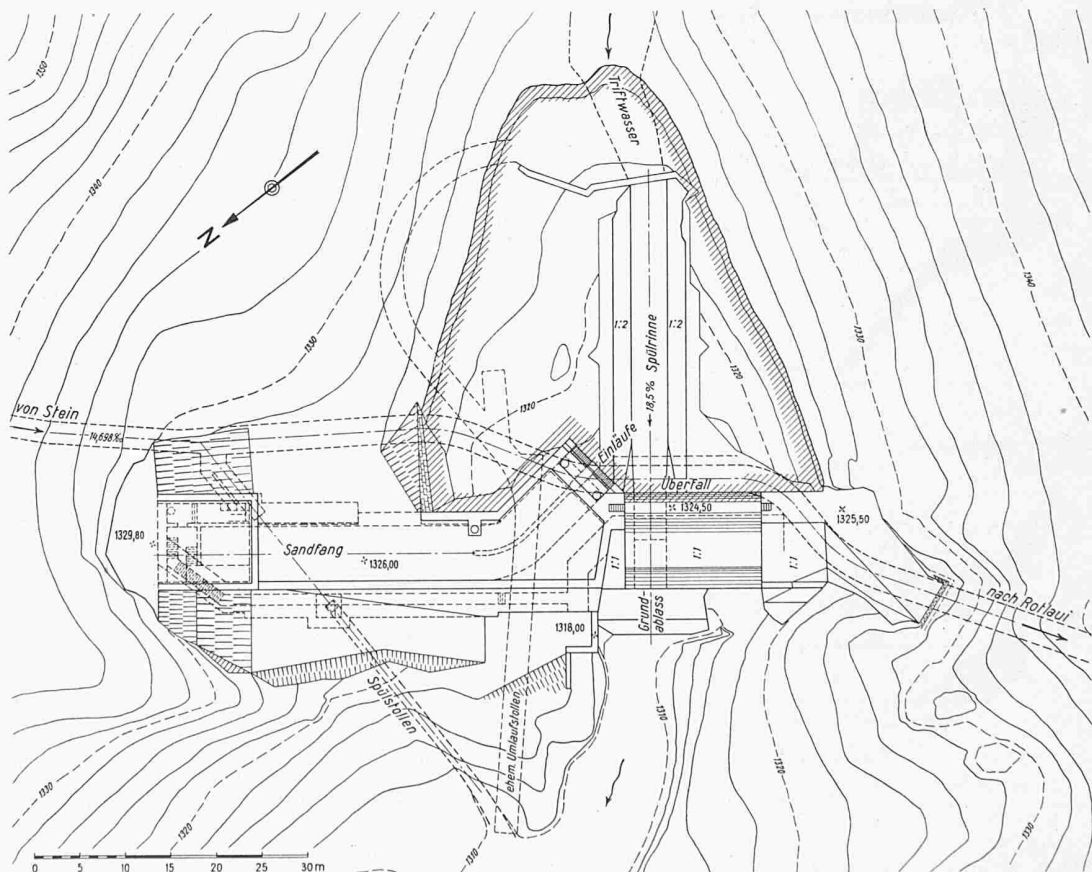 1350
1340
N
Triftwasser
1340
1330
1330
1:2
1:2
18,5% Spülrinne
1320
1320
von Stein
14,698‰
Einläufe
Überfall
1324,50
1325,50
1329,80
Sandfang
1326,00
1:1
1:1
1:1
nach Rotlaui
Grund-
ablass
1318,00
Spülstollen
ehem. Umlaufstollen
1310
1320
1330
1320
1310
1330
0 5 10 15 20 25 30 m